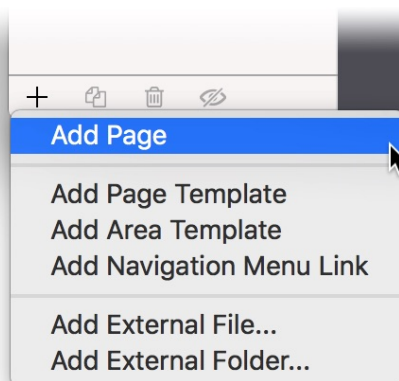 Add Page
Add Page Template
Add Area Template
Add Navigation Menu Link
Add External File...
Add External Folder...